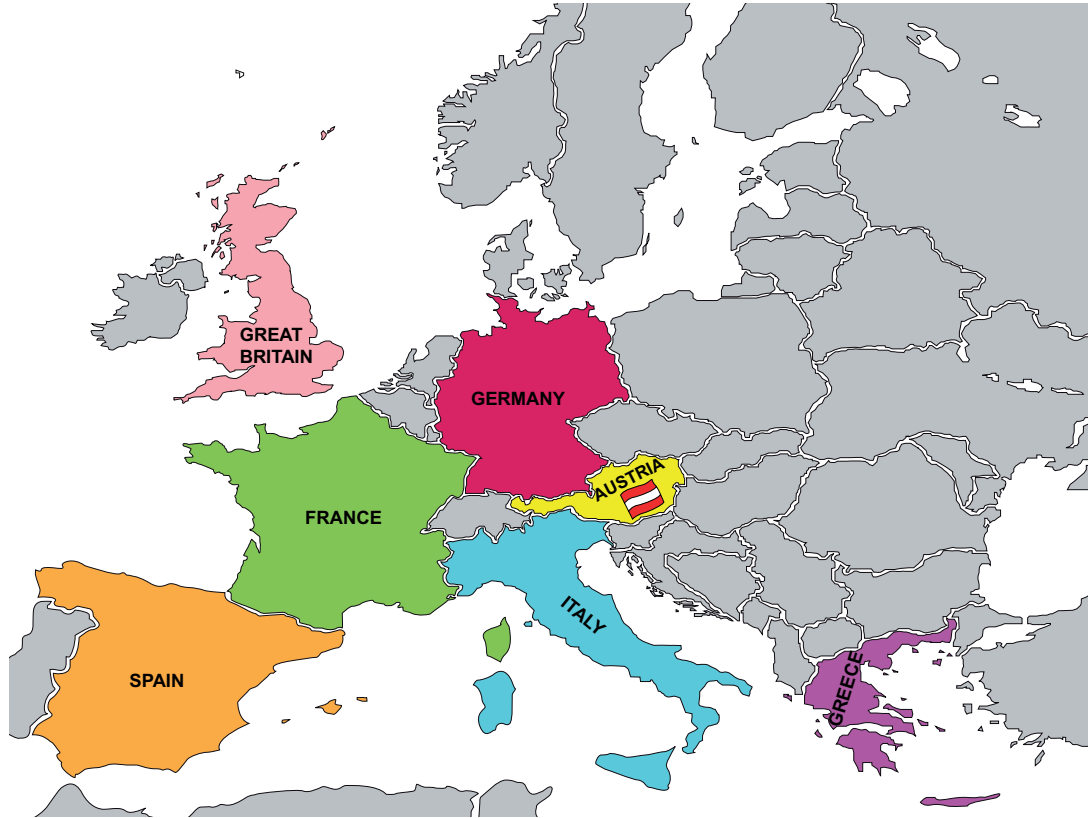 GREAT
BRITAIN
GERMANY
AUSTRIA
FRANCE
ITALY
SPAIN
GREECE